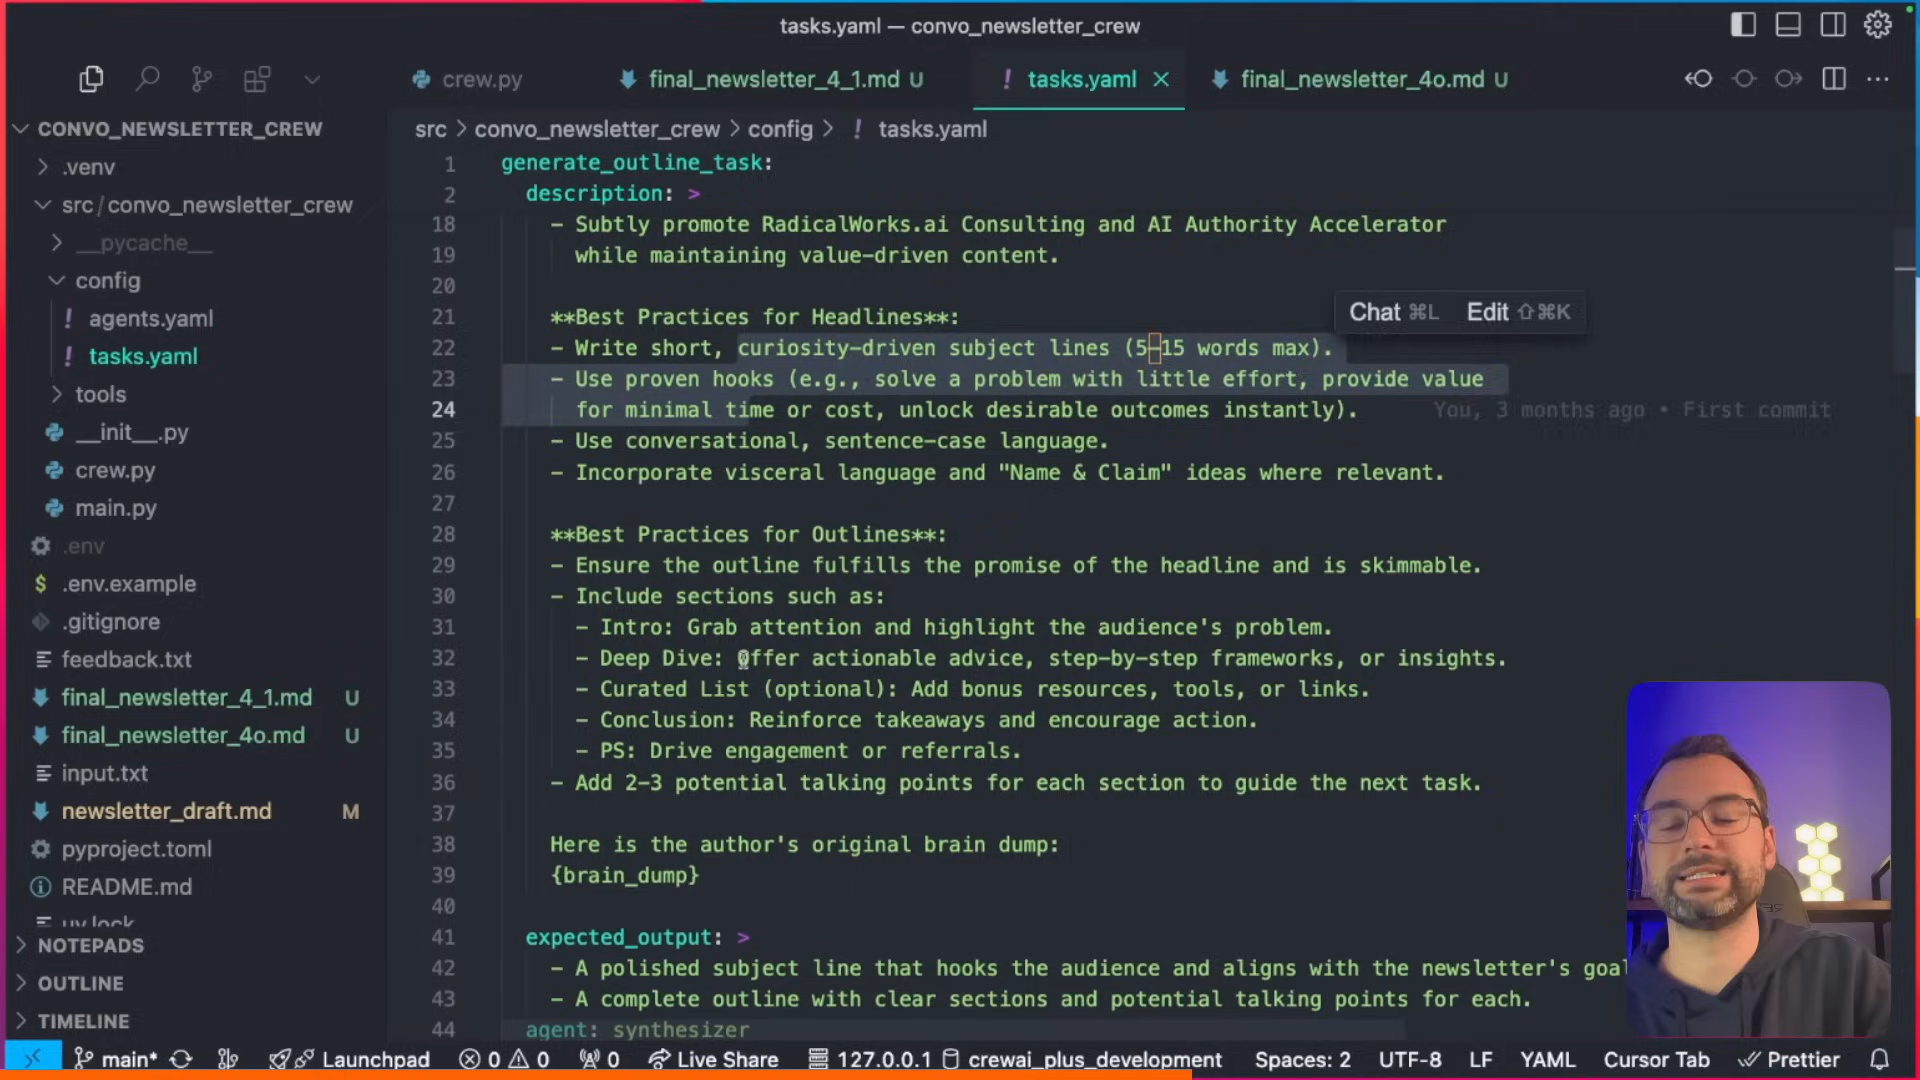 tasks.yaml — convo_newsletter_crew
crew.py
final_newsletter_4_1.md U
! tasks.yaml
final_newsletter_4o.md U
CONVO_NEWSLETTER_CREW
.venv
src/convo_newsletter_crew
__pycache__
config
! agents.yaml
! tasks.yaml
tools
__init__.py
crew.py
main.py
.env
$ .env.example
.gitignore
feedback.txt
final_newsletter_4_1.md U
final_newsletter_4o.md U
input.txt
newsletter_draft.md M
pyproject.toml
README.md
uv.lock
NOTEPADS
OUTLINE
TIMELINE
src > convo_newsletter_crew > config > ! tasks.yaml
1 generate_outline_task:
2 description: >
18 - Subtly promote RadicalWorks.ai Consulting and AI Authority Accelerator
19 while maintaining value-driven content.
20
21 **Best Practices for Headlines**:
Chat ⌘L Edit ⇧⌘K
22 - Write short, curiosity-driven subject lines (5–15 words max).
23 - Use proven hooks (e.g., solve a problem with little effort, provide value
24 for minimal time or cost, unlock desirable outcomes instantly). You, 3 months ago • First commit
25 - Use conversational, sentence-case language.
26 - Incorporate visceral language and "Name & Claim" ideas where relevant.
27
28 **Best Practices for Outlines**:
29 - Ensure the outline fulfills the promise of the headline and is skimmable.
30 - Include sections such as:
31 - Intro: Grab attention and highlight the audience's problem.
32 - Deep Dive: Offer actionable advice, step-by-step frameworks, or insights.
33 - Curated List (optional): Add bonus resources, tools, or links.
34 - Conclusion: Reinforce takeaways and encourage action.
35 - PS: Drive engagement or referrals.
36 - Add 2-3 potential talking points for each section to guide the next task.
37
38 Here is the author's original brain dump:
39 {brain_dump}
40
41 expected_output: >
42 - A polished subject line that hooks the audience and aligns with the newsletter's goal
43 - A complete outline with clear sections and potential talking points for each.
44 agent: synthesizer
main* Launchpad 0 0 0 Live Share 127.0.0.1 crewai_plus_development Spaces: 2 UTF-8 LF YAML Cursor Tab Prettier